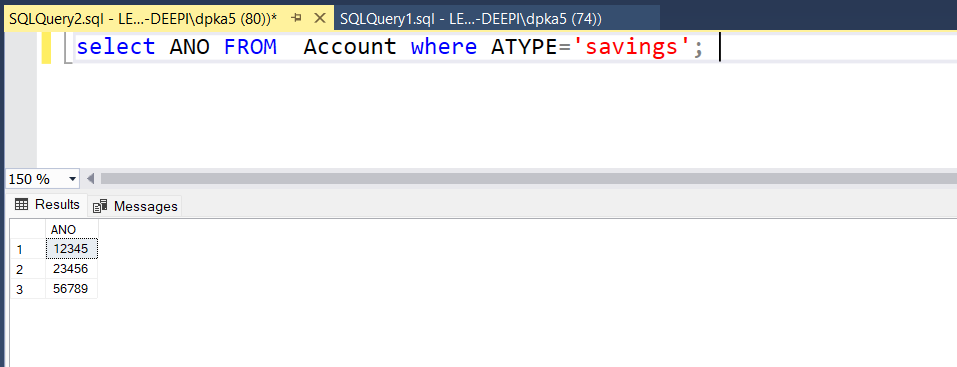 SQLQuery2.sql - LE...-DEEPI\dpka5 (80))* SQLQuery1.sql - LE...-DEEPI\dpka5 (74))
select ANO FROM  Account where ATYPE='savings';
150 %
Results Messages
ANO
1 12345
2 23456
3 56789